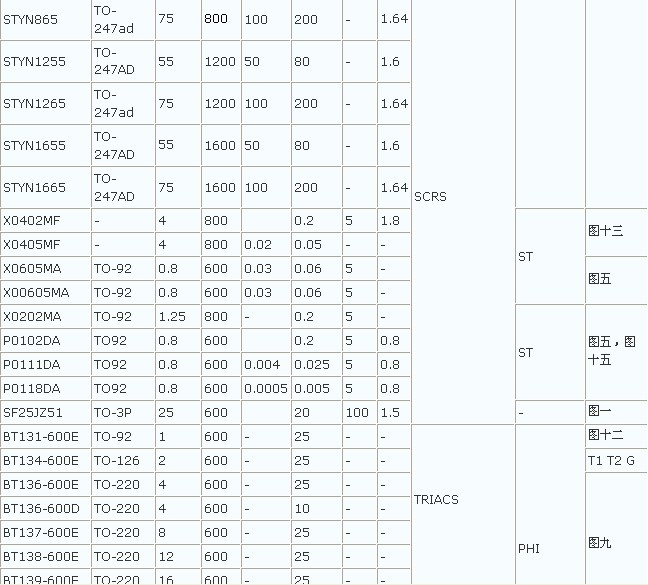 STYN865 TO-247ad 75 800 100 200 - 1.64
STYN1255 TO-247AD 55 1200 50 80 - 1.6
STYN1265 TO-247ad 75 1200 100 200 - 1.64
STYN1655 TO-247AD 55 1600 50 80 - 1.6
STYN1665 TO-247AD 75 1600 100 200 - 1.64 SCRS
X0402MF - 4 800 0.2 5 1.8 ST 图十三
X0405MF - 4 800 0.02 0.05 - -
X0605MA TO-92 0.8 600 0.03 0.06 5 - 图五
X00605MA TO-92 0.8 600 0.03 0.06 5 -
X0202MA TO-92 1.25 800 - 0.2 5 - ST 图五，图十五
P0102DA TO92 0.8 600 0.2 5 0.8
P0111DA TO92 0.8 600 0.004 0.025 5 0.8
P0118DA TO92 0.8 600 0.0005 0.005 5 0.8
SF25JZ51 TO-3P 25 600 20 100 1.5 - 图一
BT131-600E TO-92 1 600 - 25 - - TRIACS PHI 图十二
BT134-600E TO-126 2 600 - 25 - - T1 T2 G
BT136-600E TO-220 4 600 - 25 - - 图九
BT136-600D TO-220 4 600 - 10 - -
BT137-600E TO-220 8 600 - 25 - -
BT138-600E TO-220 12 600 - 25 - -
BT139-600E TO-220 16 600 - 25 - -